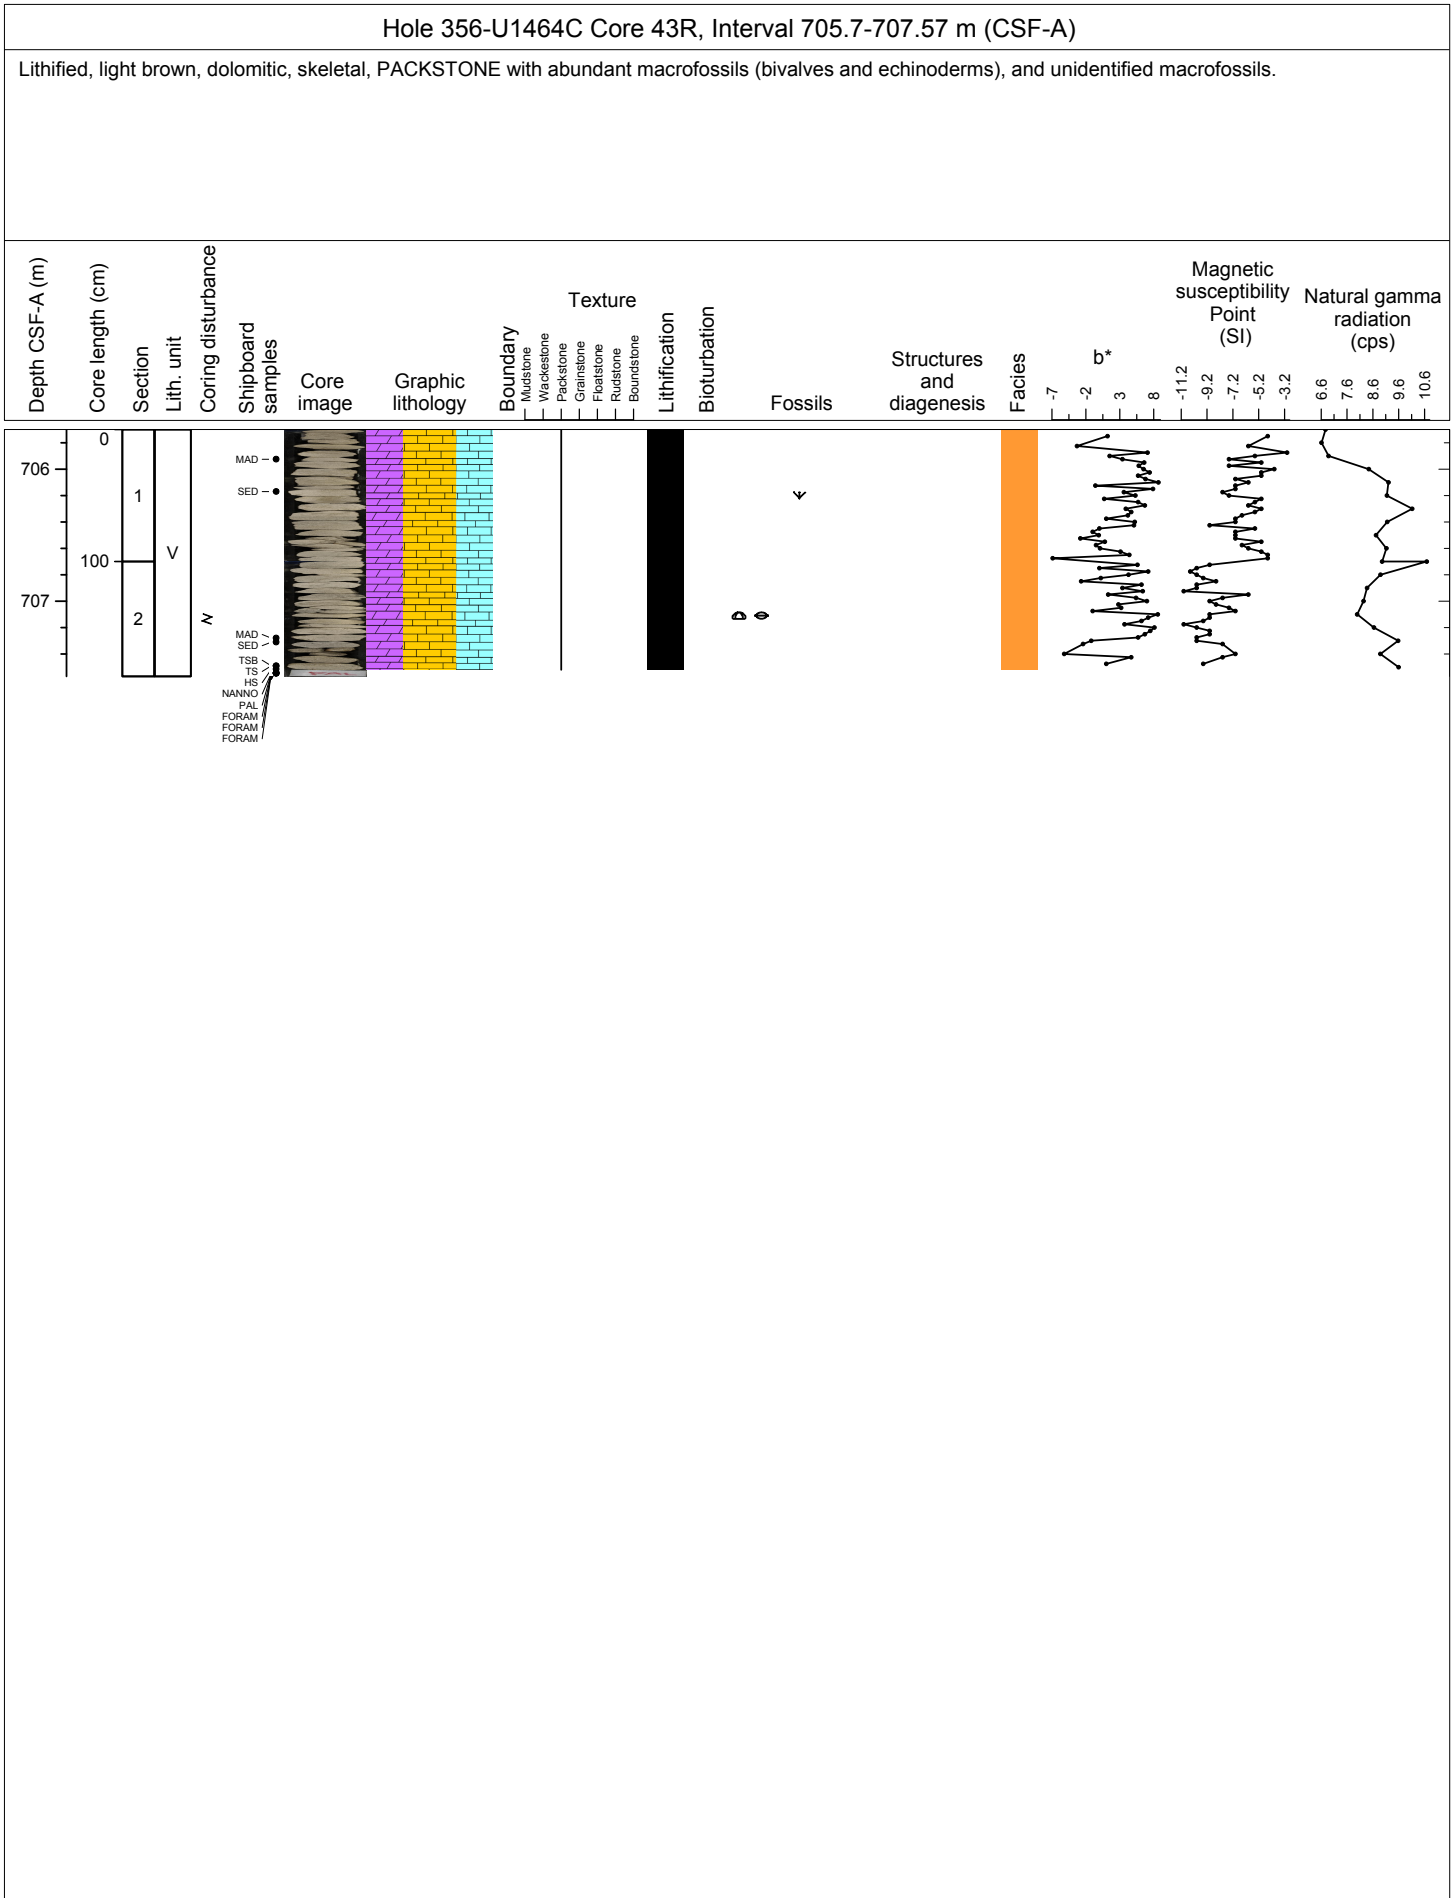 Hole 356-U1464C Core 43R, Interval 705.7-707.57 m (CSF-A)
Lithified, light brown, dolomitic, skeletal, PACKSTONE with abundant macrofossils (bivalves and echinoderms), and unidentified macrofossils.
Depth CSF-A (m)
Core length (cm)
Section
Lith. unit
Coring disturbance
Shipboard
samples
Core
image
Graphic
lithology
Boundary
Texture
Mudstone
Wackestone
Packstone
Grainstone
Floatstone
Rudstone
Boundstone
Lithification
Bioturbation
Fossils
Structures
and
diagenesis
Facies
b*
-7
-2
3
8
Magnetic
susceptibility
Point
(SI)
-11.2
-9.2
-7.2
-5.2
-3.2
Natural gamma
radiation
(cps)
6.6
7.6
8.6
9.6
10.6
706
707
0
100
1
2
V
MAD
SED
MAD
SED
TSB
TS
HS
NANNO
PAL
FORAM
FORAM
FORAM